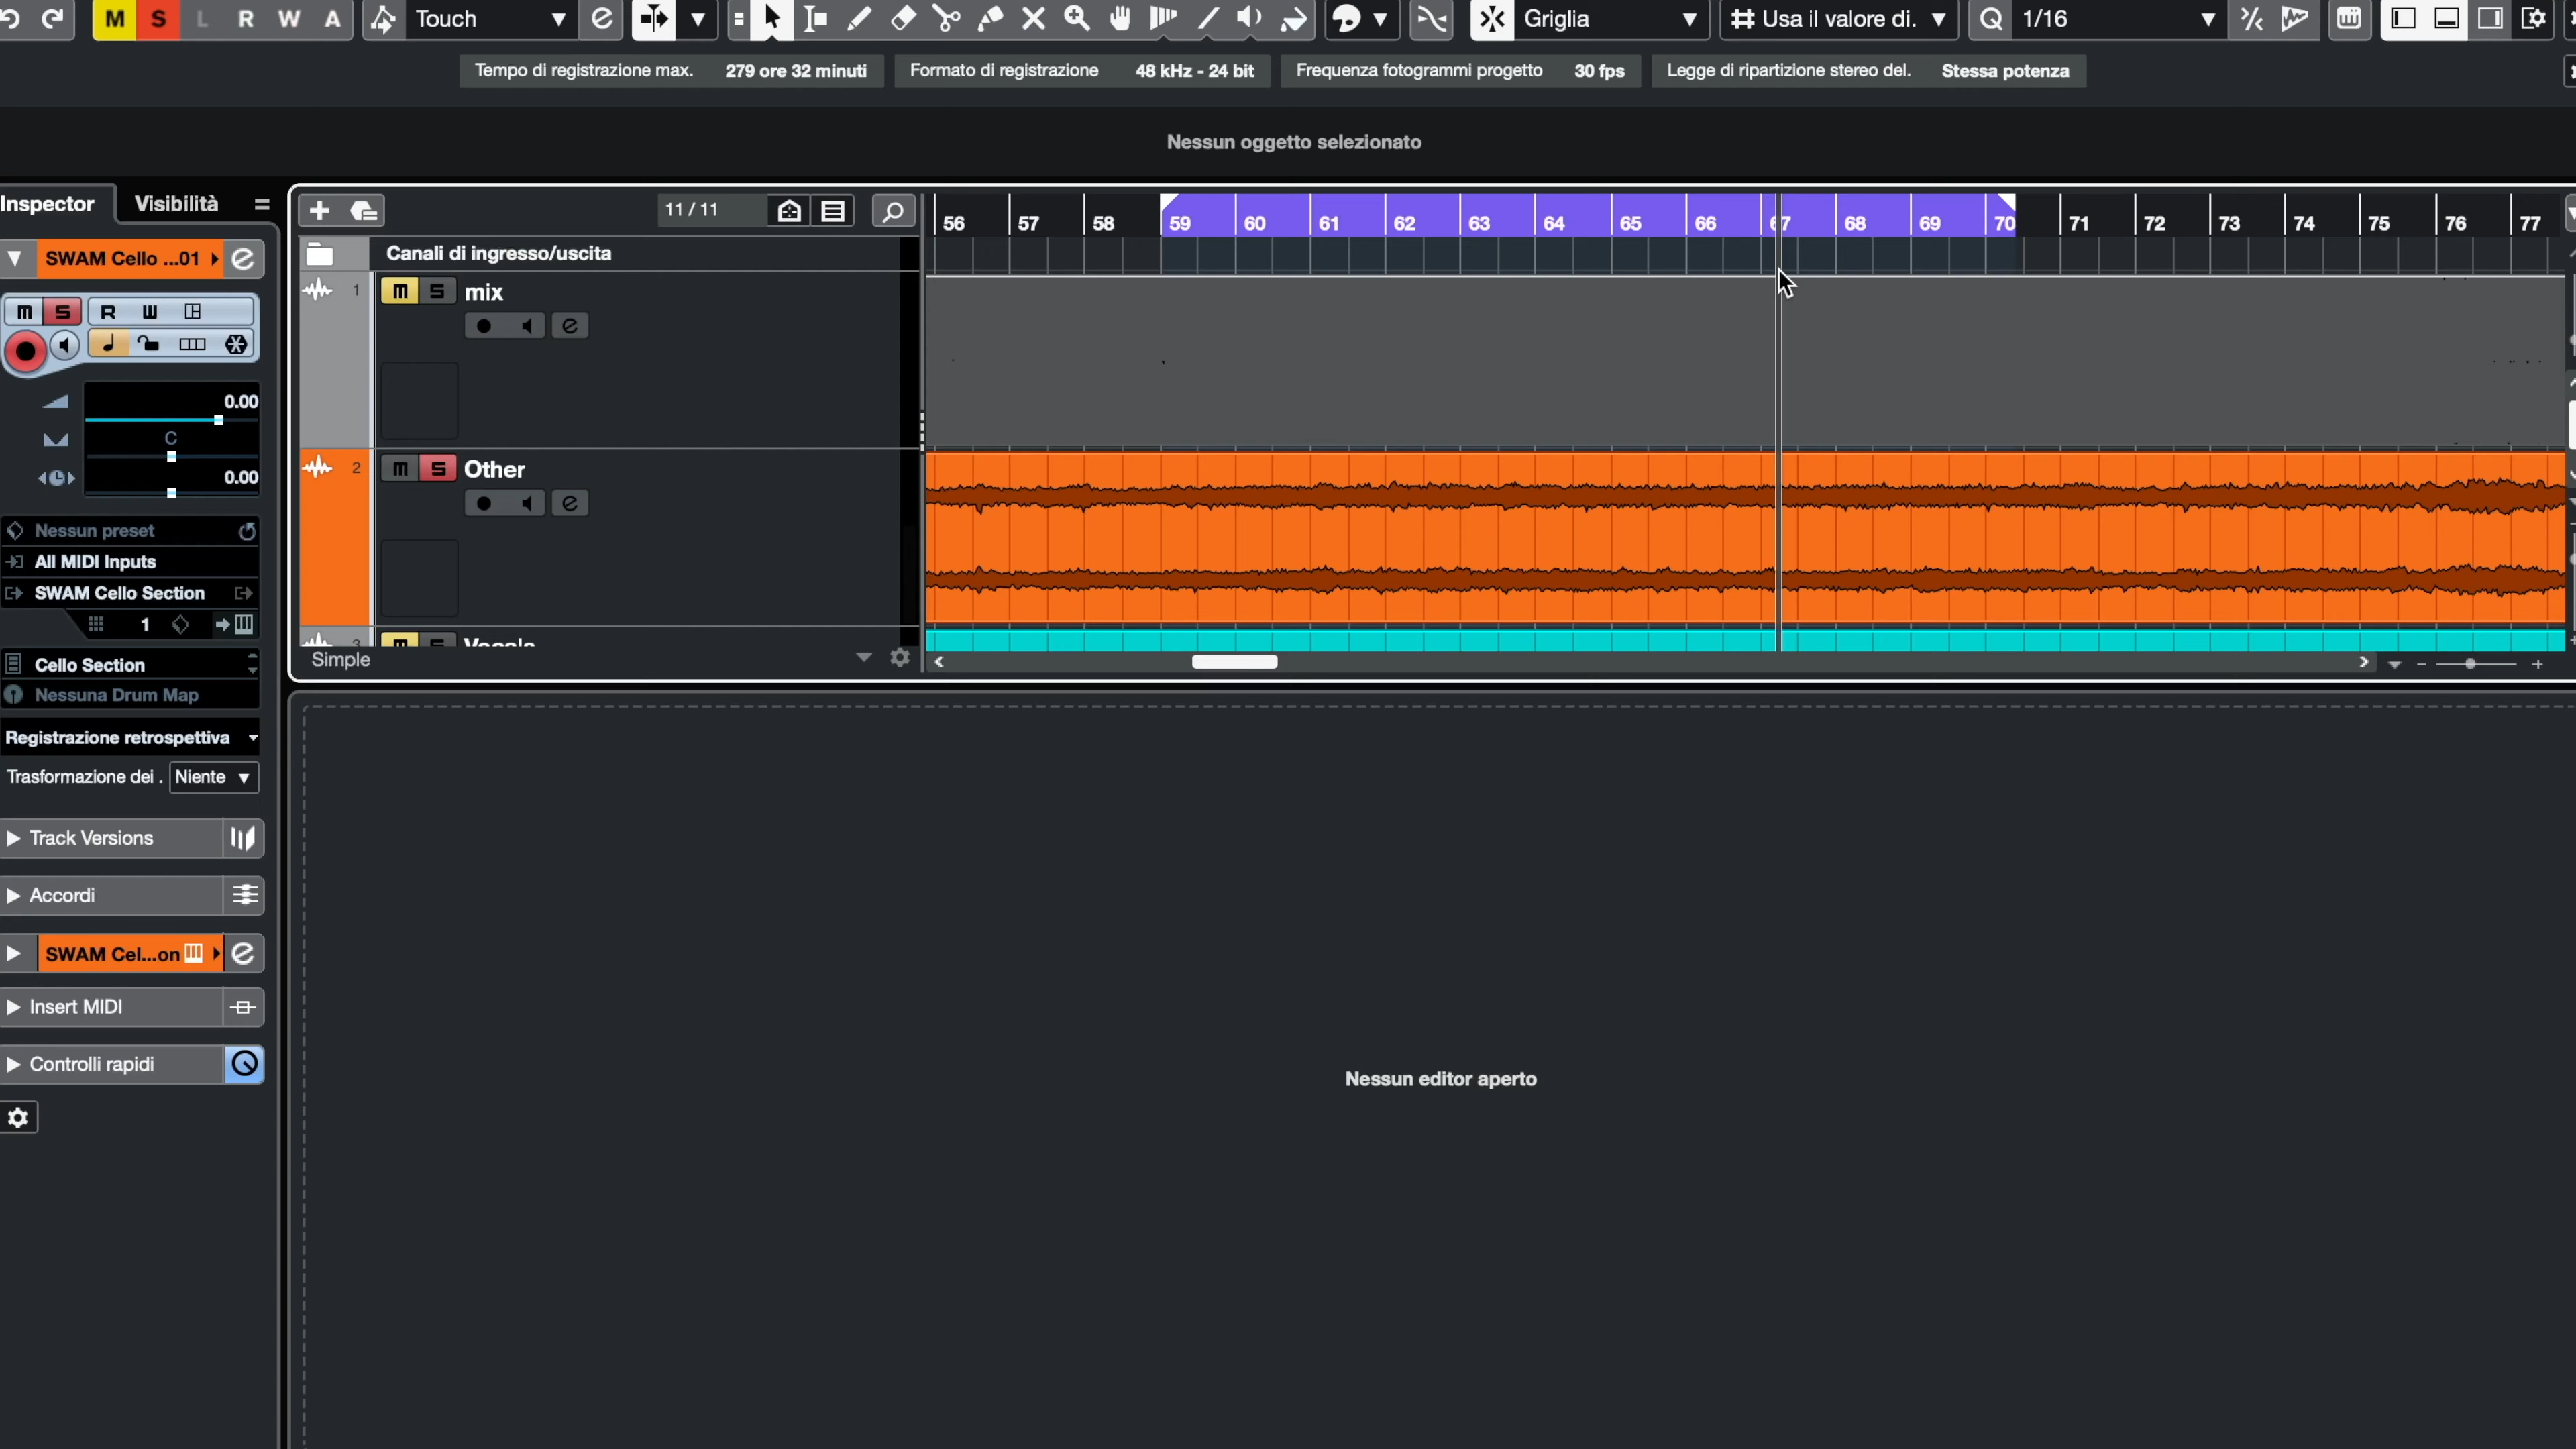 M S L R W A Touch Griglia Usa il valore di. 1/16
Tempo di registrazione max. 279 ore 32 minuti Formato di registrazione 48 kHz - 24 bit Frequenza fotogrammi progetto 30 fps Legge di ripartizione stereo del. Stessa potenza
Nessun oggetto selezionato
Inspector Visibilità
11 / 11
56 57 58 59 60 61 62 63 64 65 66 67 68 69 70 71 72 73 74 75 76 77
SWAM Cello ...01
Canali di ingresso/uscita
1 m S mix
m S R W
0.00
C
0.00
2 m S Other
Nessun preset
All MIDI Inputs
SWAM Cello Section
1
3 m S Vocals
Simple
Cello Section
Nessuna Drum Map
Registrazione retrospettiva
Trasformazione dei . Niente
Track Versions
Accordi
SWAM Cel...on
Insert MIDI
Controlli rapidi
Nessun editor aperto